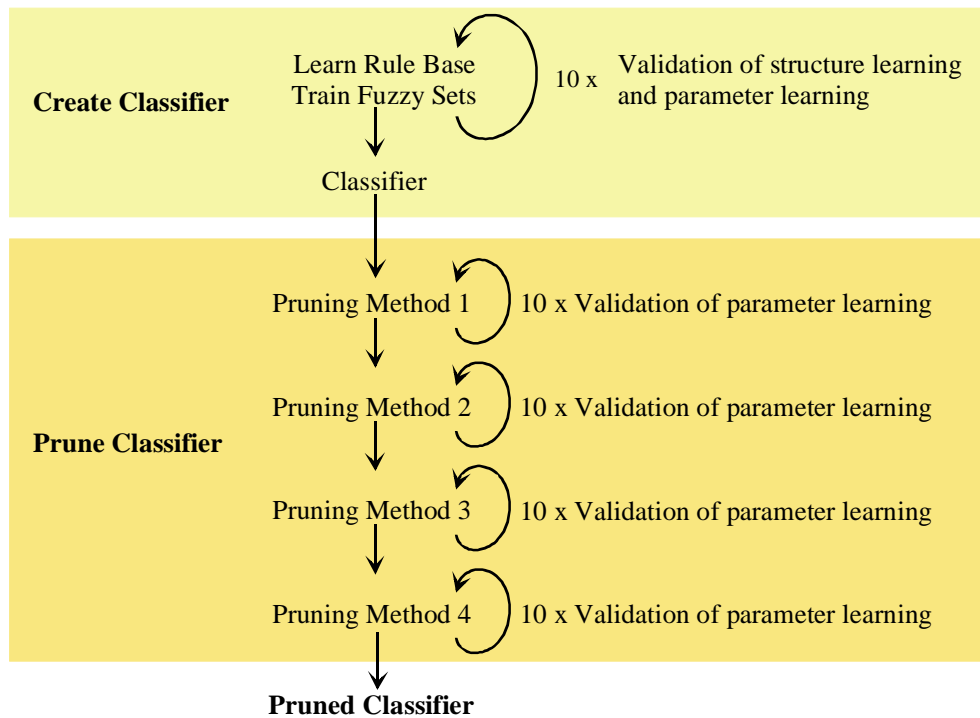 Create Classifier
Learn Rule Base
Train Fuzzy Sets
10 x
Validation of structure learning
and parameter learning
Classifier
Prune Classifier
Pruning Method 1
10 x Validation of parameter learning
Pruning Method 2
10 x Validation of parameter learning
Pruning Method 3
10 x Validation of parameter learning
Pruning Method 4
10 x Validation of parameter learning
Pruned Classifier